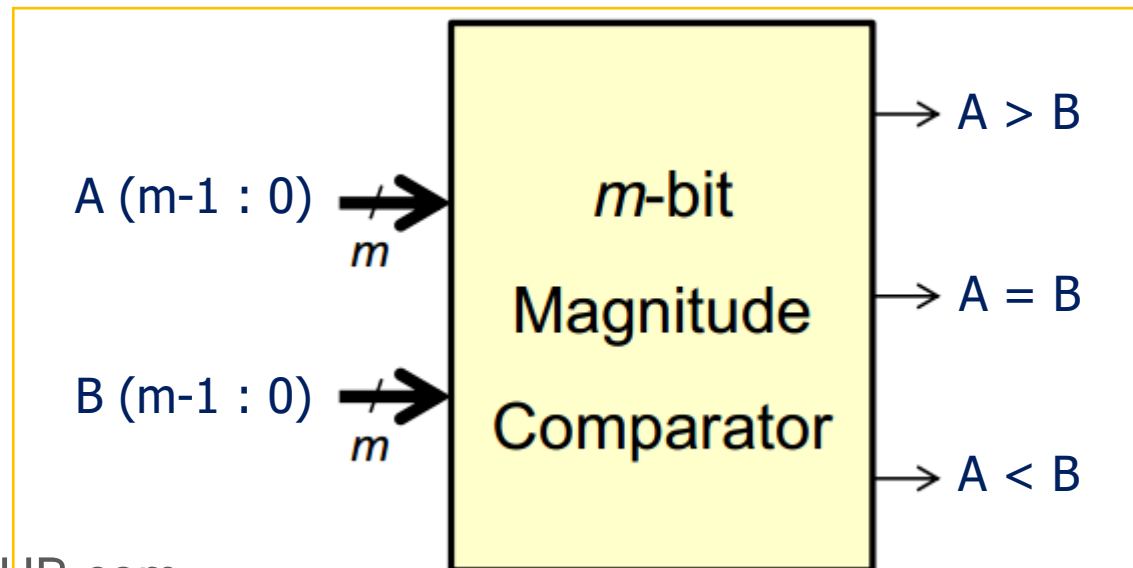 A > B
A (m-1 : 0)
m
m-bit
Magnitude
Comparator
A = B
B (m-1 : 0)
m
A < B